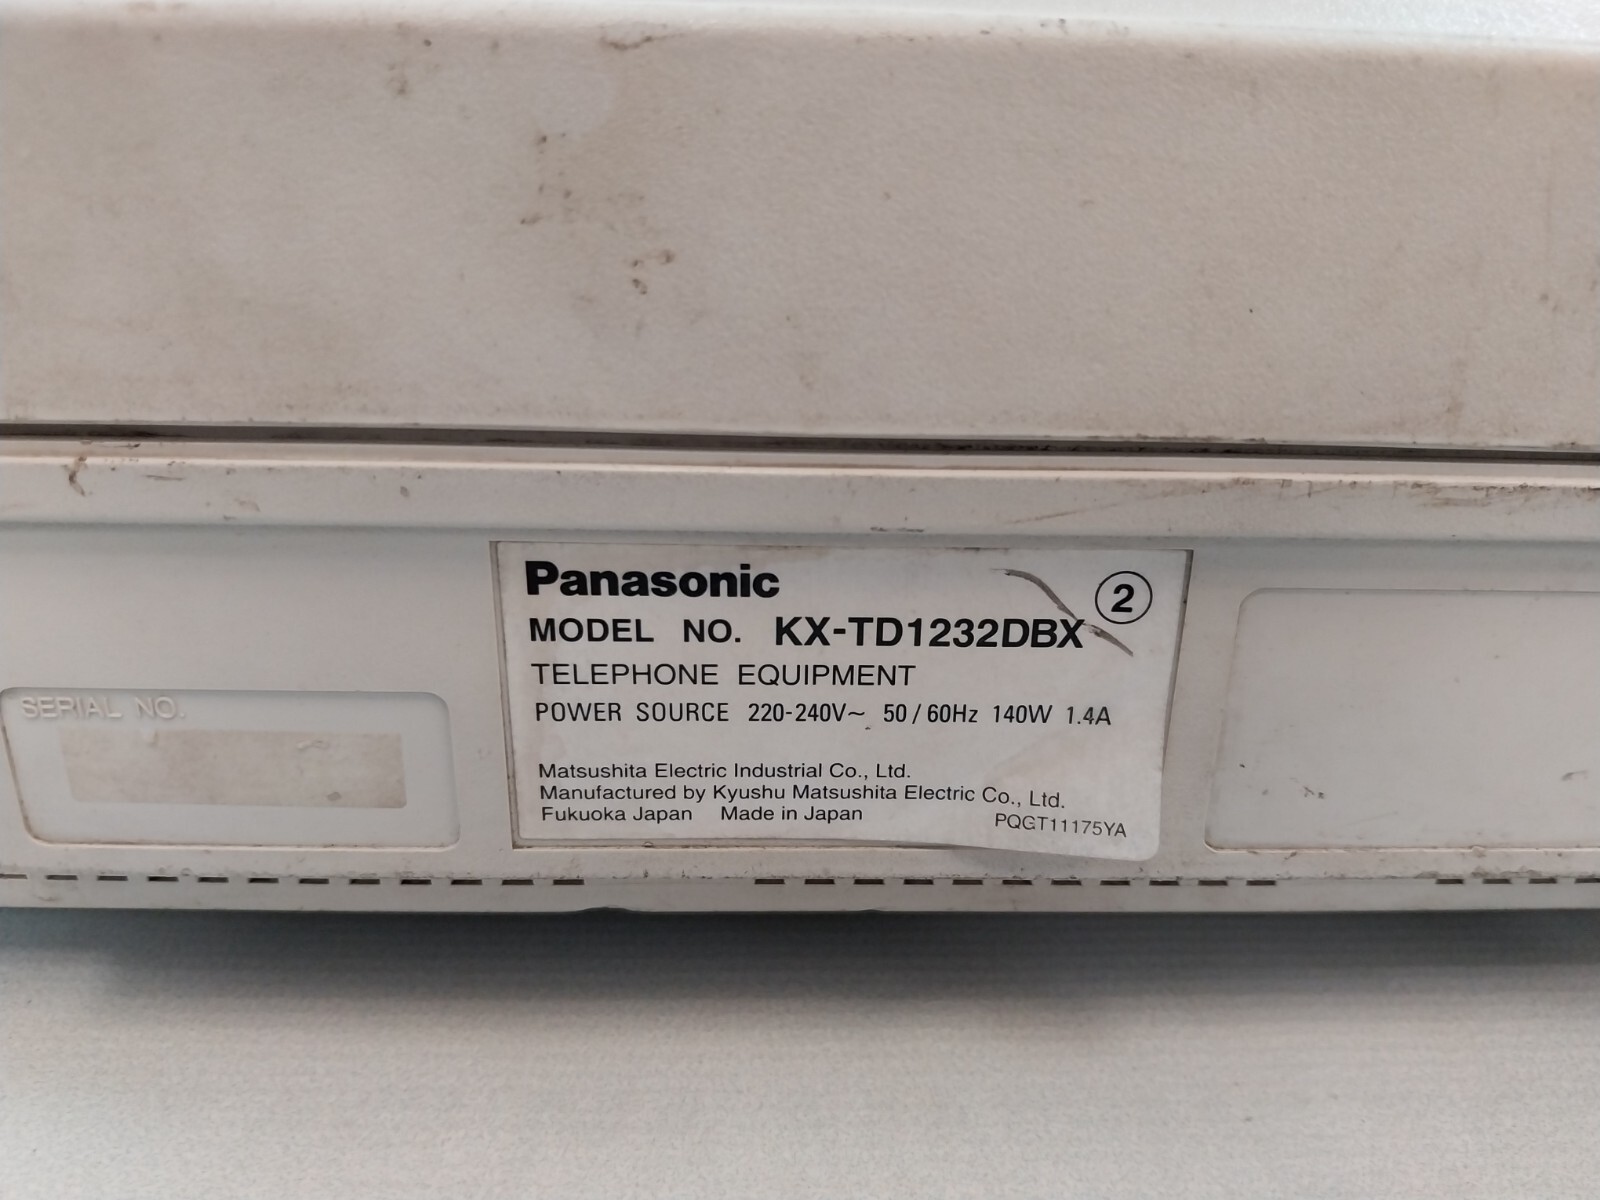 Panasonic
2
MODEL NO. KX-TD1232DBX
TELEPHONE EQUIPMENT
POWER SOURCE 220-240V~ 50/60Hz 140W 1.4A
SERIAL NO.
Matsushita Electric Industrial Co., Ltd.
Manufactured by Kyushu Matsushita Electric Co., Ltd.
Fukuoka Japan Made in Japan
PQGT11175YA